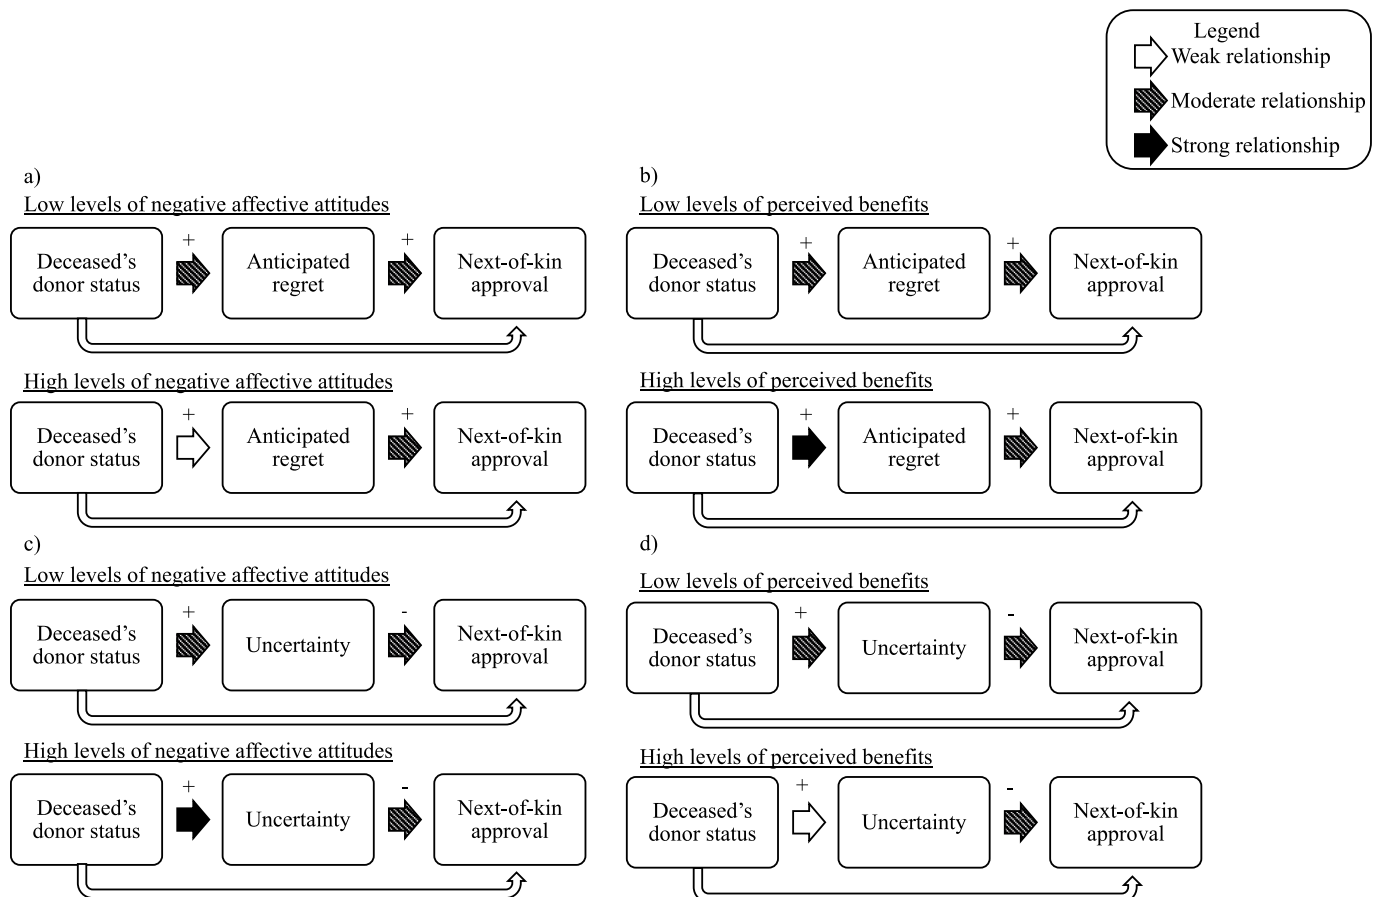 Legend
Weak relationship
Moderate relationship
Strong relationship
a)
Low levels of negative affective attitudes
+
+
Deceased's
donor status
Anticipated
regret
Next-of-kin
approval
High levels of negative affective attitudes
+
+
Deceased's
donor status
Anticipated
regret
Next-of-kin
approval
b)
Low levels of perceived benefits
+
+
Deceased's
donor status
Anticipated
regret
Next-of-kin
approval
High levels of perceived benefits
+
+
Deceased's
donor status
Anticipated
regret
Next-of-kin
approval
c)
Low levels of negative affective attitudes
+
-
Deceased's
donor status
Uncertainty
Next-of-kin
approval
High levels of negative affective attitudes
+
-
Deceased's
donor status
Uncertainty
Next-of-kin
approval
d)
Low levels of perceived benefits
+
-
Deceased's
donor status
Uncertainty
Next-of-kin
approval
High levels of perceived benefits
+
-
Deceased's
donor status
Uncertainty
Next-of-kin
approval